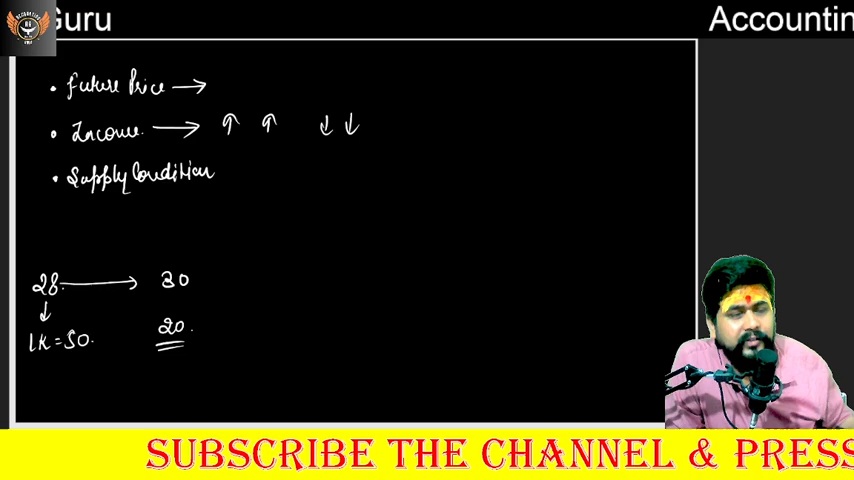 Guru
Accountin
• Future Price →
• Income → ↑ ↑ ↓ ↓
• Supply Condition
28 → 30
↓
1K = 50.
20.
SUBSCRIBE THE CHANNEL & PRESS